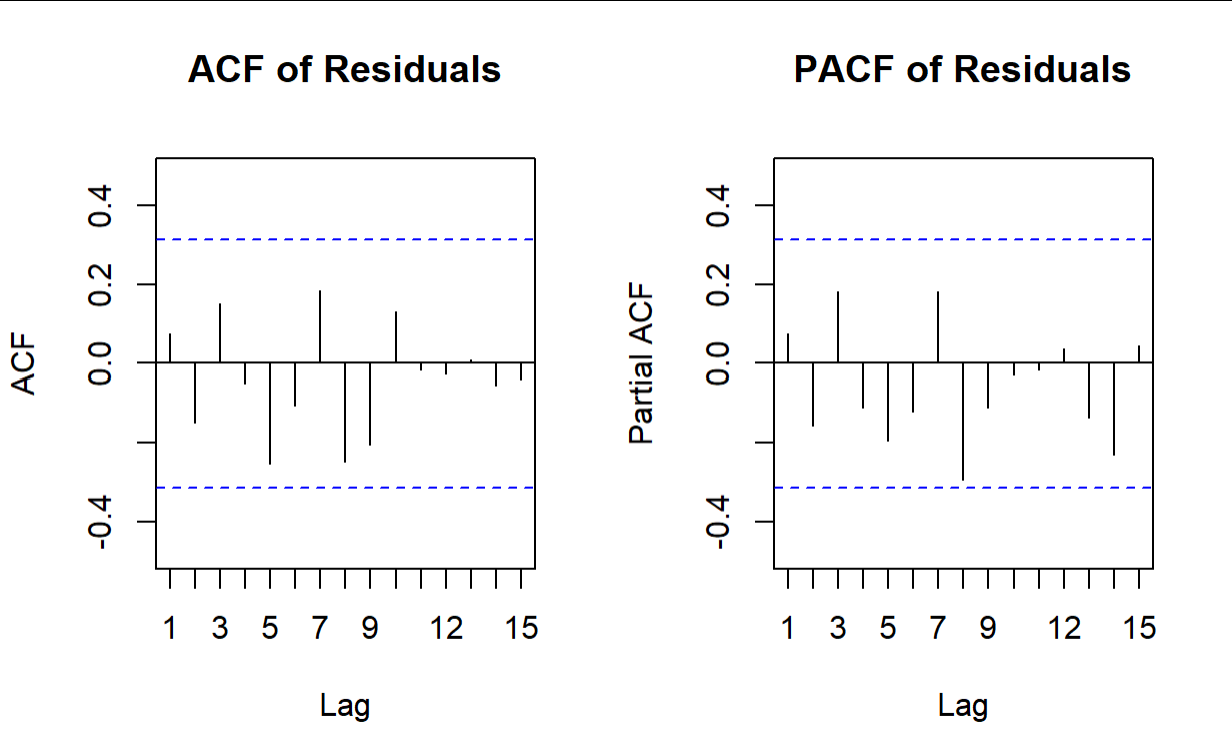 ACF of Residuals
ACF
0.4
0.2
0.0
-0.4
1 3 5 7 9 12 15
Lag
PACF of Residuals
Partial ACF
0.4
0.2
0.0
-0.4
1 3 5 7 9 12 15
Lag